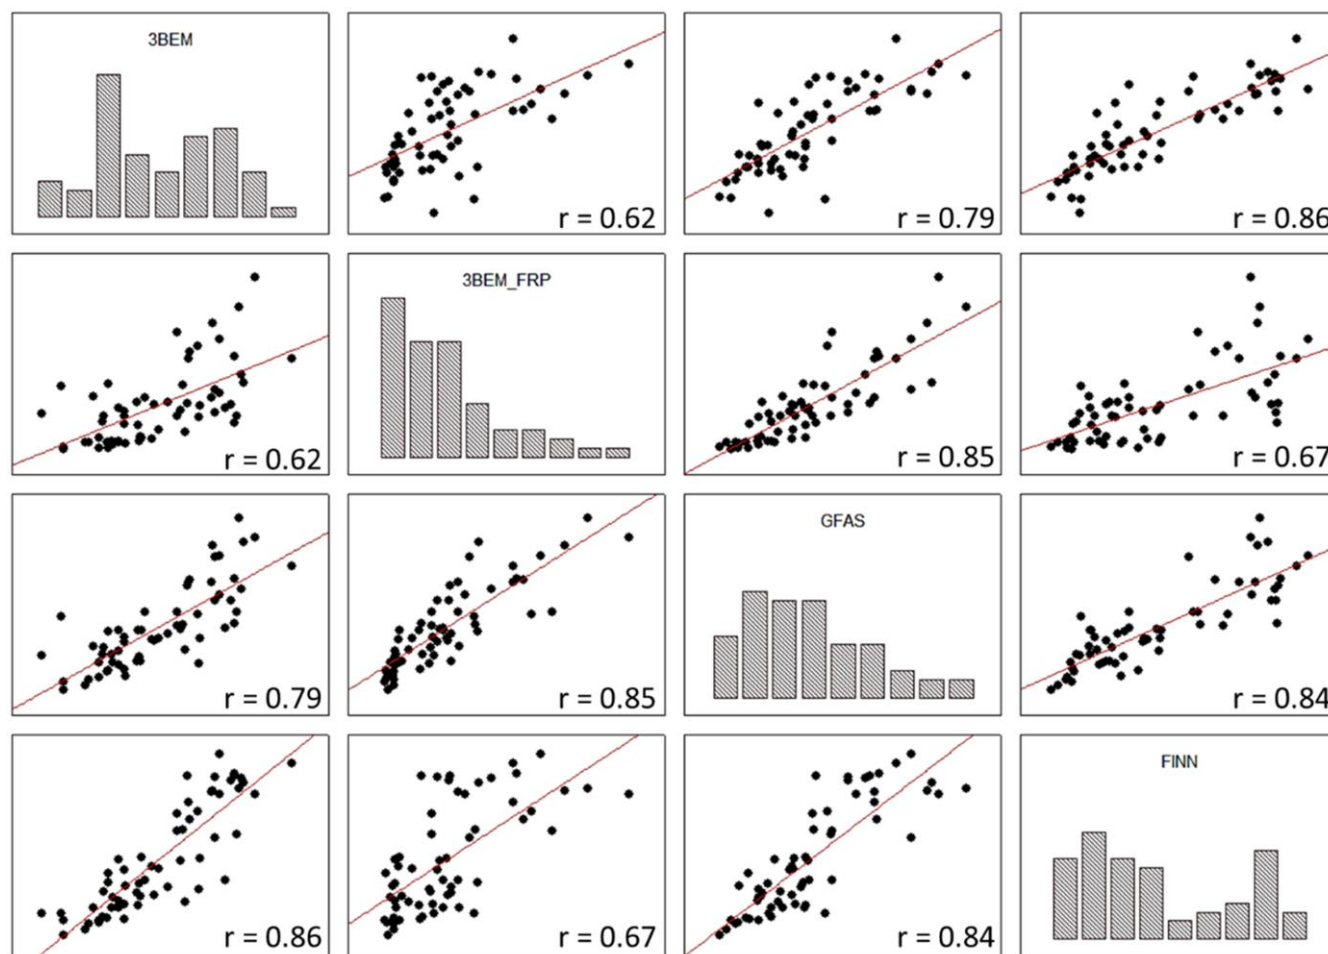 3BEM
r = 0.62
r = 0.79
r = 0.86
r = 0.62
3BEM_FRP
r = 0.85
r = 0.67
r = 0.79
r = 0.85
GFAS
r = 0.84
r = 0.86
r = 0.67
r = 0.84
FINN